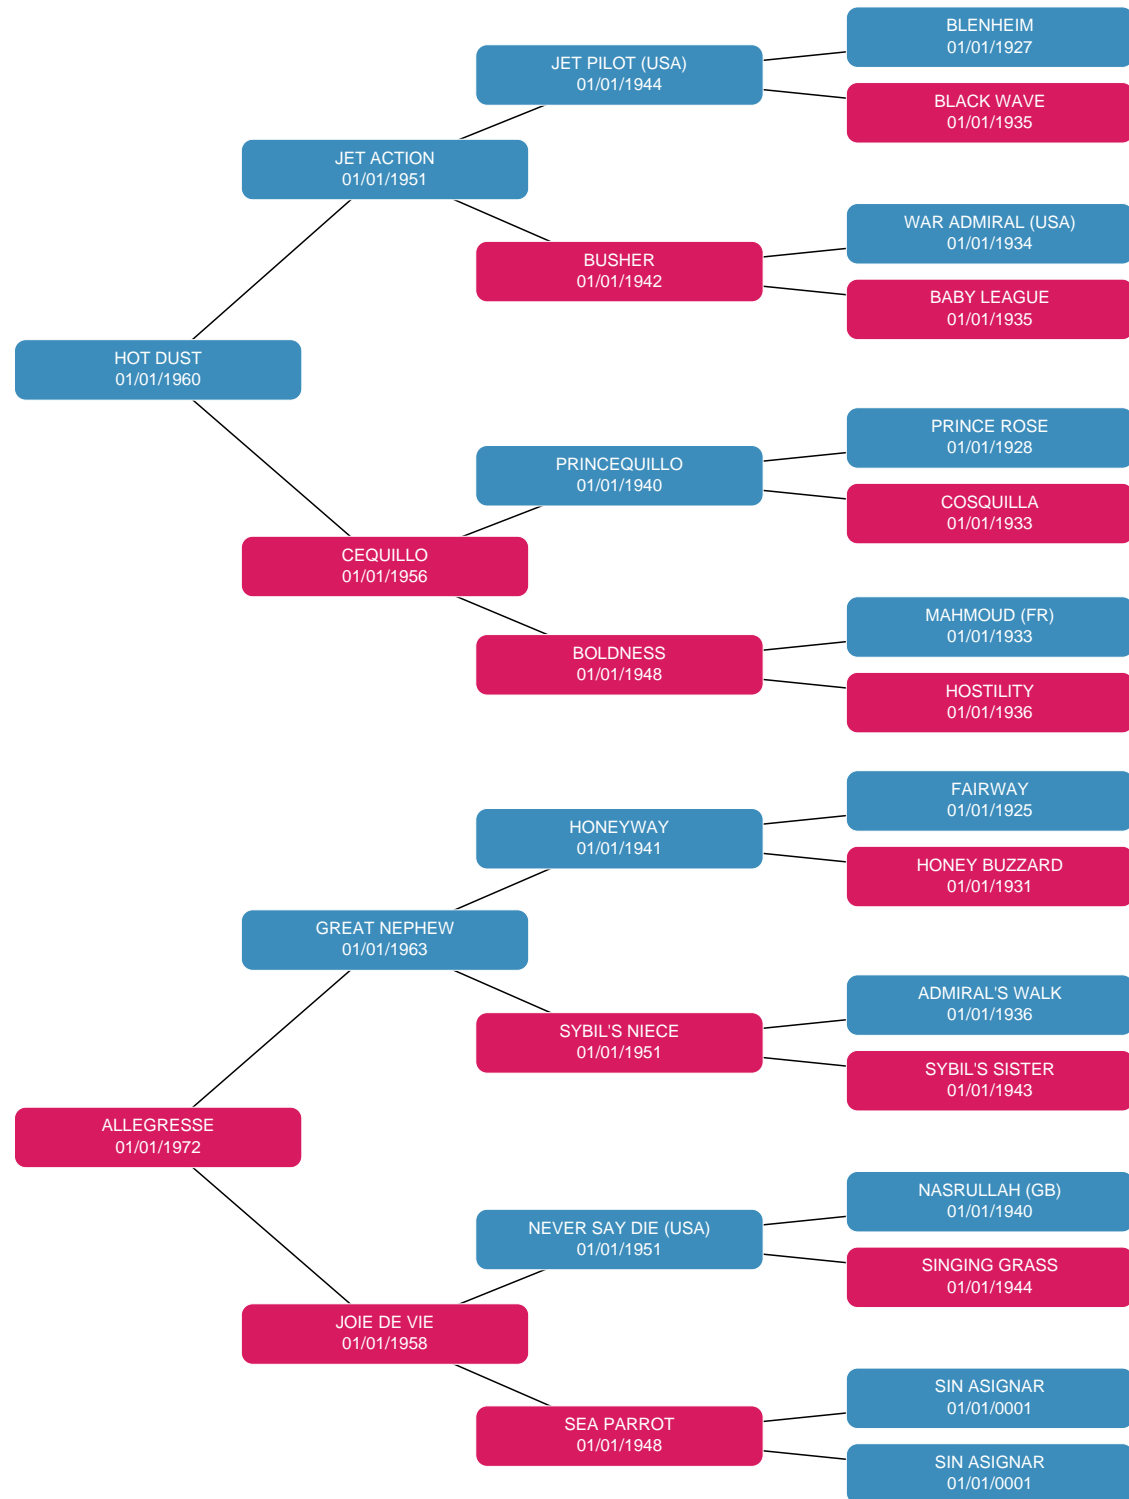 BLENHEIM
01/01/1927
JET PILOT (USA)
01/01/1944
BLACK WAVE
01/01/1935
JET ACTION
01/01/1951
WAR ADMIRAL (USA)
01/01/1934
BUSHER
01/01/1942
BABY LEAGUE
01/01/1935
HOT DUST
01/01/1960
PRINCE ROSE
01/01/1928
PRINCEQUILLO
01/01/1940
COSQUILLA
01/01/1933
CEQUILLO
01/01/1956
MAHMOUD (FR)
01/01/1933
BOLDNESS
01/01/1948
HOSTILITY
01/01/1936
FAIRWAY
01/01/1925
HONEYWAY
01/01/1941
HONEY BUZZARD
01/01/1931
GREAT NEPHEW
01/01/1963
ADMIRAL'S WALK
01/01/1936
SYBIL'S NIECE
01/01/1951
SYBIL'S SISTER
01/01/1943
ALLEGRESSE
01/01/1972
NASRULLAH (GB)
01/01/1940
NEVER SAY DIE (USA)
01/01/1951
SINGING GRASS
01/01/1944
JOIE DE VIE
01/01/1958
SIN ASIGNAR
01/01/0001
SEA PARROT
01/01/1948
SIN ASIGNAR
01/01/0001